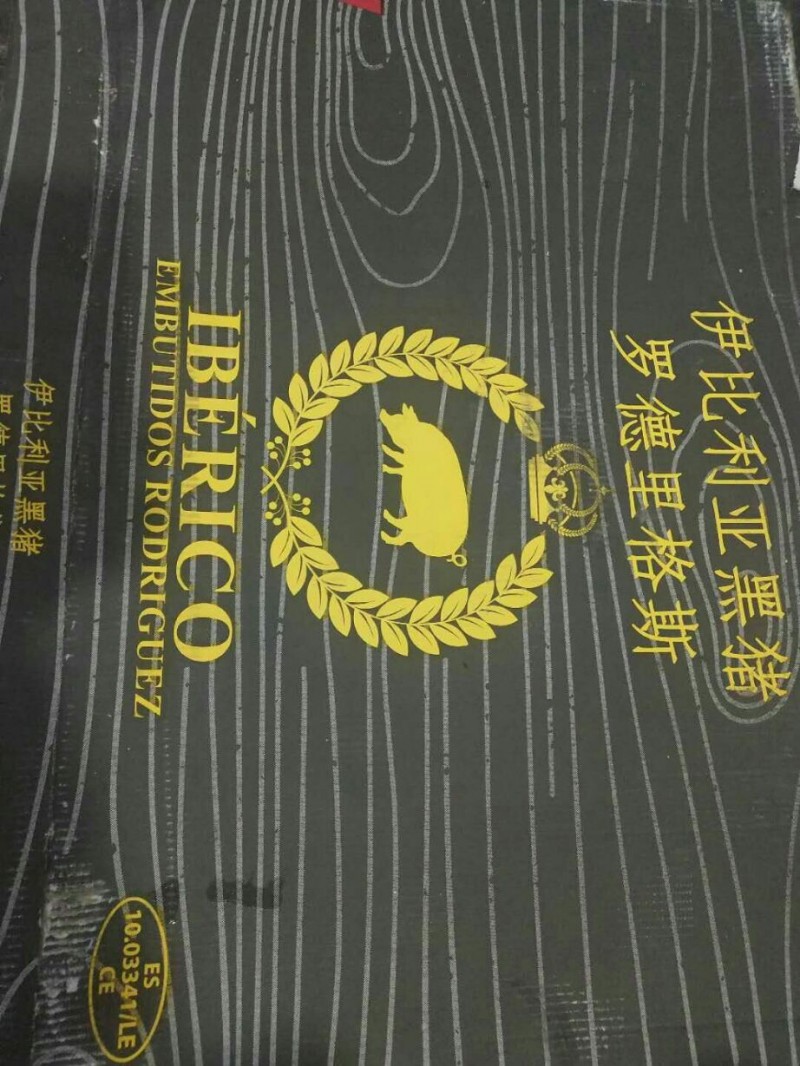 伊比利亚黑猪
罗德里格斯
IBÉRICO
EMBUTIDOS RODRIGUEZ
ES
10.03341/LE
CE
伊比利亚黑猪